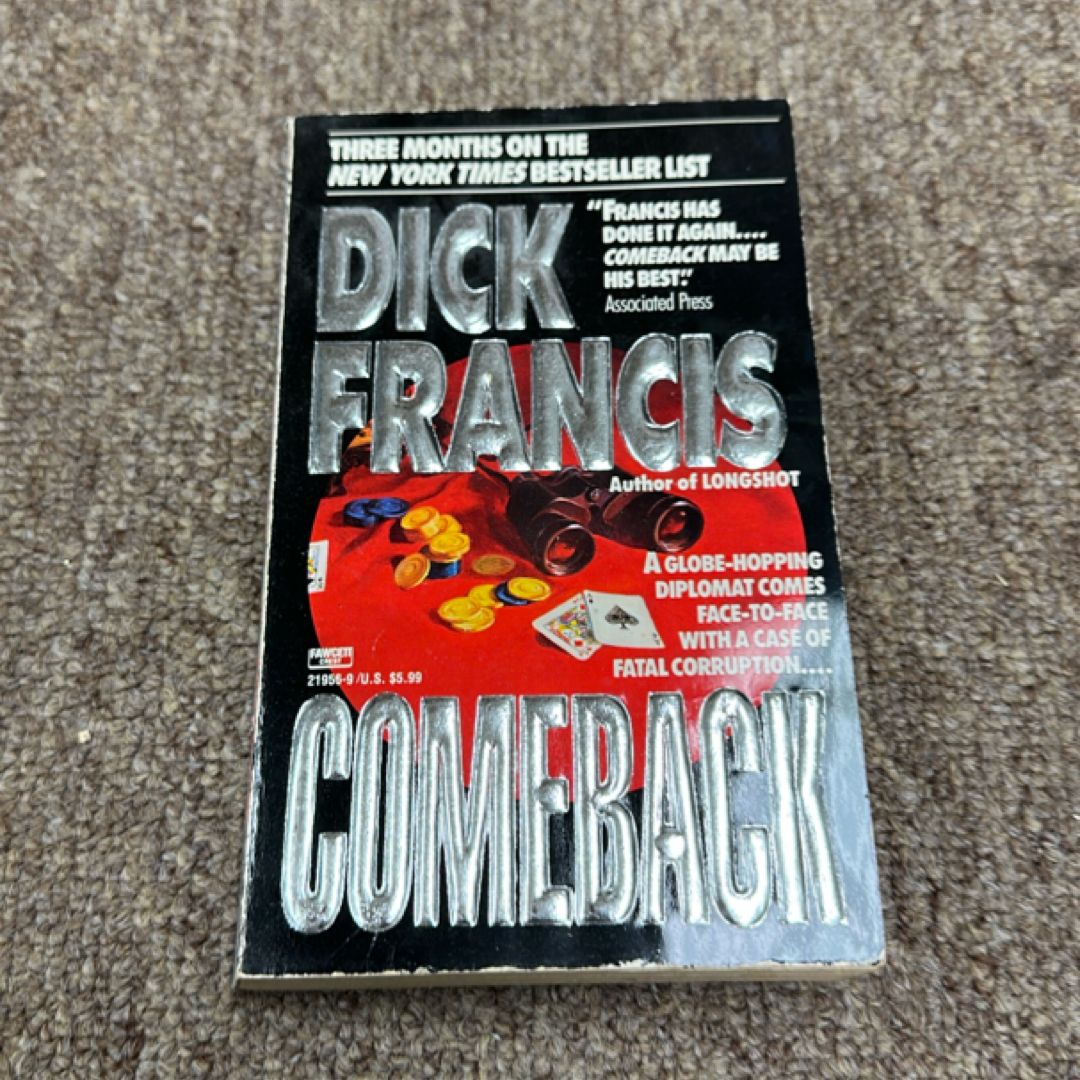 THREE MONTHS ON THE
NEW YORK TIMES BESTSELLER LIST
DICK
FRANCIS
"FRANCIS HAS
DONE IT AGAIN....
COMEBACK MAY BE
HIS BEST."
Associated Press
Author of LONGSHOT
A GLOBE-HOPPING
DIPLOMAT COMES
FACE-TO-FACE
WITH A CASE OF
FATAL CORRUPTION....
FAWCETT
CREST
21956-9/U.S. $5.99
COMEBACK